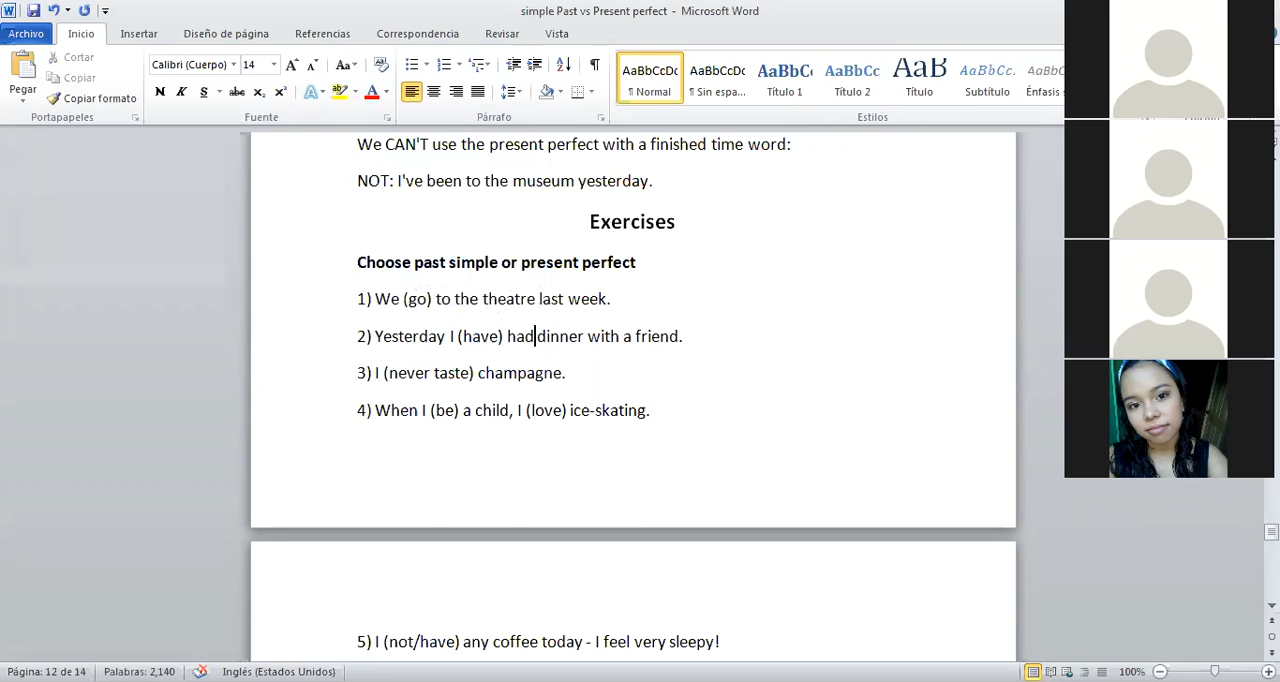 simple Past vs Present perfect - Microsoft Word
Archivo Inicio Insertar Diseño de página Referencias Correspondencia Revisar Vista
Pegar
Cortar
Copiar
Copiar formato
Portapapeles
Calibri (Cuerpo) 14
Fuente
Párrafo
AaBbCcDc AaBbCcDc AaBbC AaBbCc AaB AaBbCc. AaBbCc
¶ Normal ¶ Sin espa... Título 1 Título 2 Título Subtítulo Énfasis
Estilos
We CAN'T use the present perfect with a finished time word:
NOT: I've been to the museum yesterday.
Exercises
Choose past simple or present perfect
1) We (go) to the theatre last week.
2) Yesterday I (have) had dinner with a friend.
3) I (never taste) champagne.
4) When I (be) a child, I (love) ice-skating.
5) I (not/have) any coffee today - I feel very sleepy!
Página: 12 de 14 Palabras: 2,140 Inglés (Estados Unidos) 100%